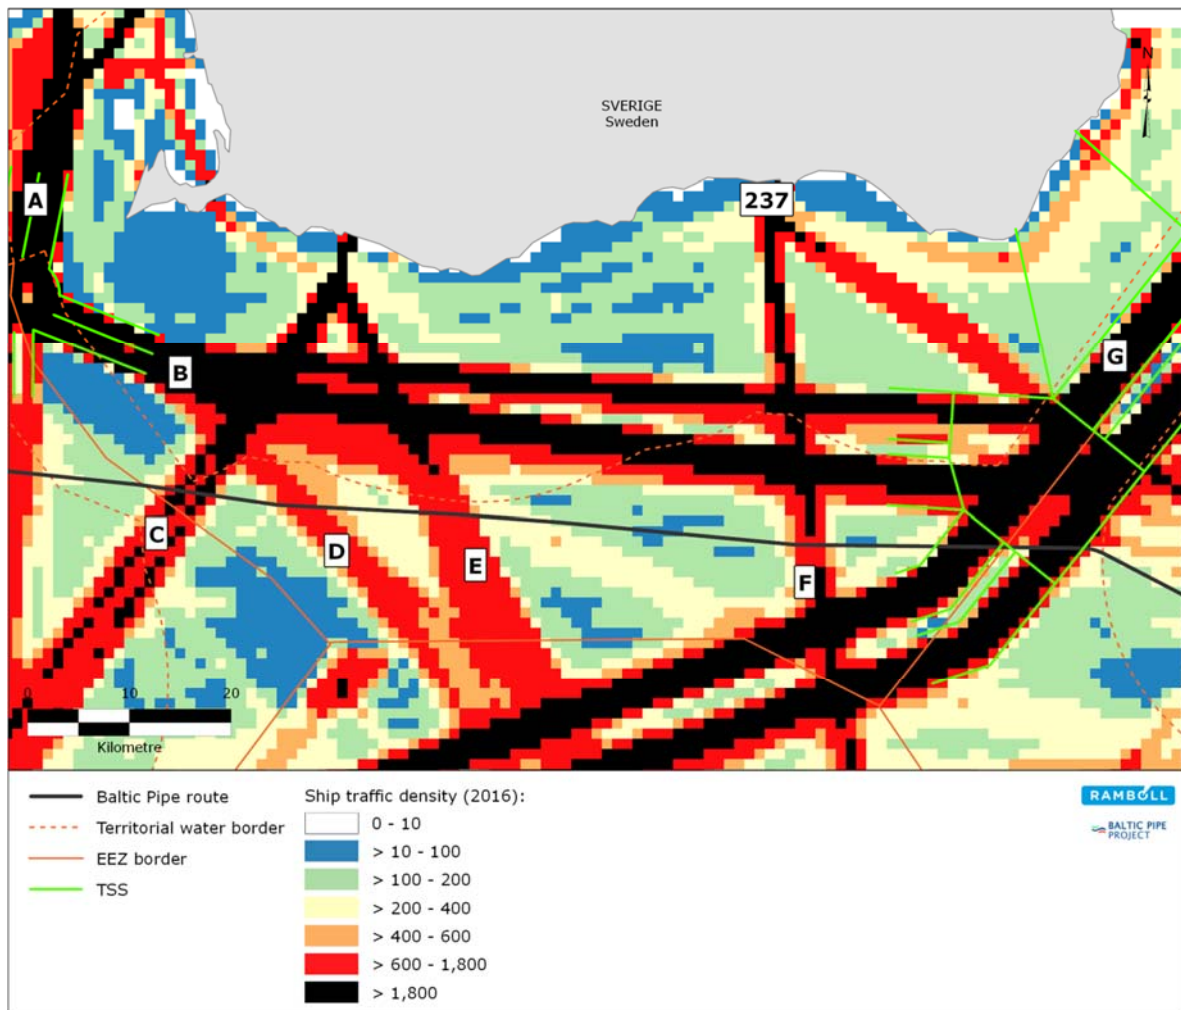 N
SVERIGE
Sweden
A
237
B
G
C
D
E
F
0 10 20
Kilometre
Baltic Pipe route
Territorial water border
EEZ border
TSS
Ship traffic density (2016):
0 - 10
> 10 - 100
> 100 - 200
> 200 - 400
> 400 - 600
> 600 - 1,800
> 1,800
RAMBOLL
BALTIC PIPE
PROJECT